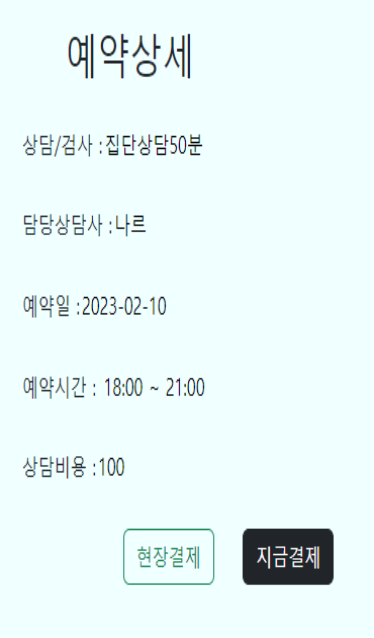 예약상세
상담/검사 :집단상담50분
담당상담사 :나르
예약일 :2023-02-10
예약시간 : 18:00 ~ 21:00
상담비용 :100
현장결제 지금결제